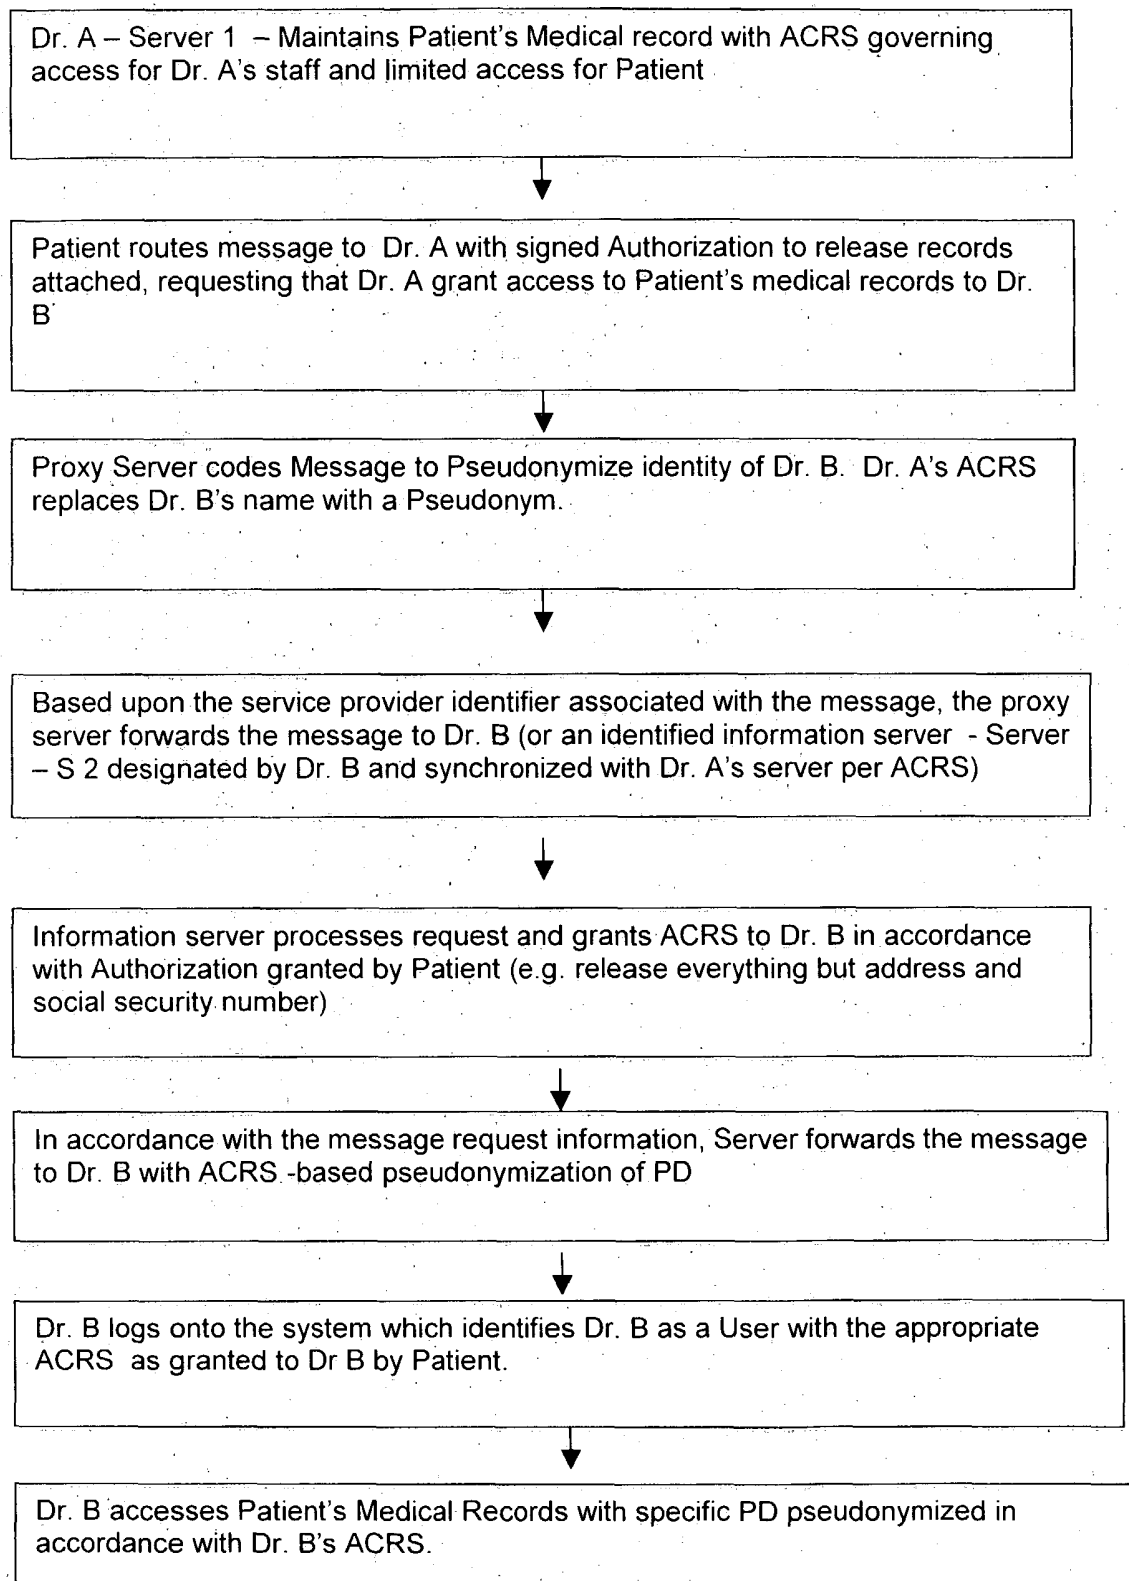 Dr. A – Server 1 – Maintains Patient's Medical record with ACRS governing
access for Dr. A's staff and limited access for Patient
Patient routes message to Dr. A with signed Authorization to release records
attached, requesting that Dr. A grant access to Patient's medical records to Dr.
B
Proxy Server codes Message to Pseudonymize identity of Dr. B. Dr. A's ACRS
replaces Dr. B's name with a Pseudonym.
Based upon the service provider identifier associated with the message, the proxy
server forwards the message to Dr. B (or an identified information server - Server
– S 2 designated by Dr. B and synchronized with Dr. A's server per ACRS)
Information server processes request and grants ACRS to Dr. B in accordance
with Authorization granted by Patient (e.g. release everything but address and
social security number)
In accordance with the message request information, Server forwards the message
to Dr. B with ACRS -based pseudonymization of PD
Dr. B logs onto the system which identifies Dr. B as a User with the appropriate
ACRS as granted to Dr B by Patient.
Dr. B accesses Patient's Medical Records with specific PD pseudonymized in
accordance with Dr. B's ACRS.